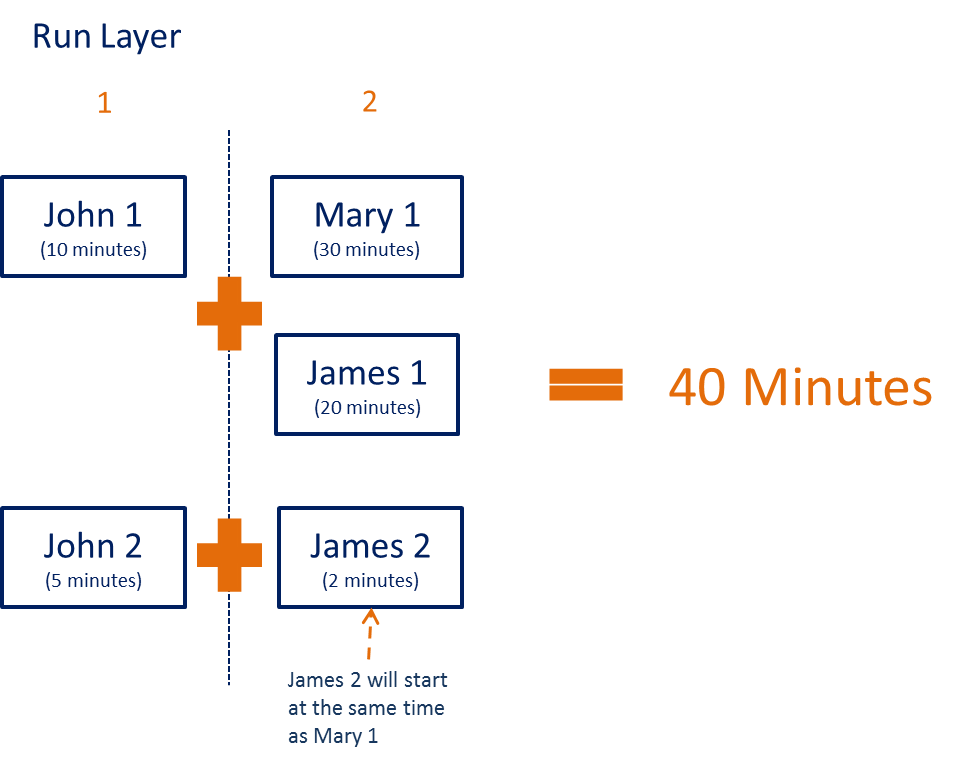 Run Layer
1
2
John 1
(10 minutes)
Mary 1
(30 minutes)
James 1
(20 minutes)
= 40 Minutes
John 2
(5 minutes)
James 2
(2 minutes)
James 2 will start
at the same time
as Mary 1